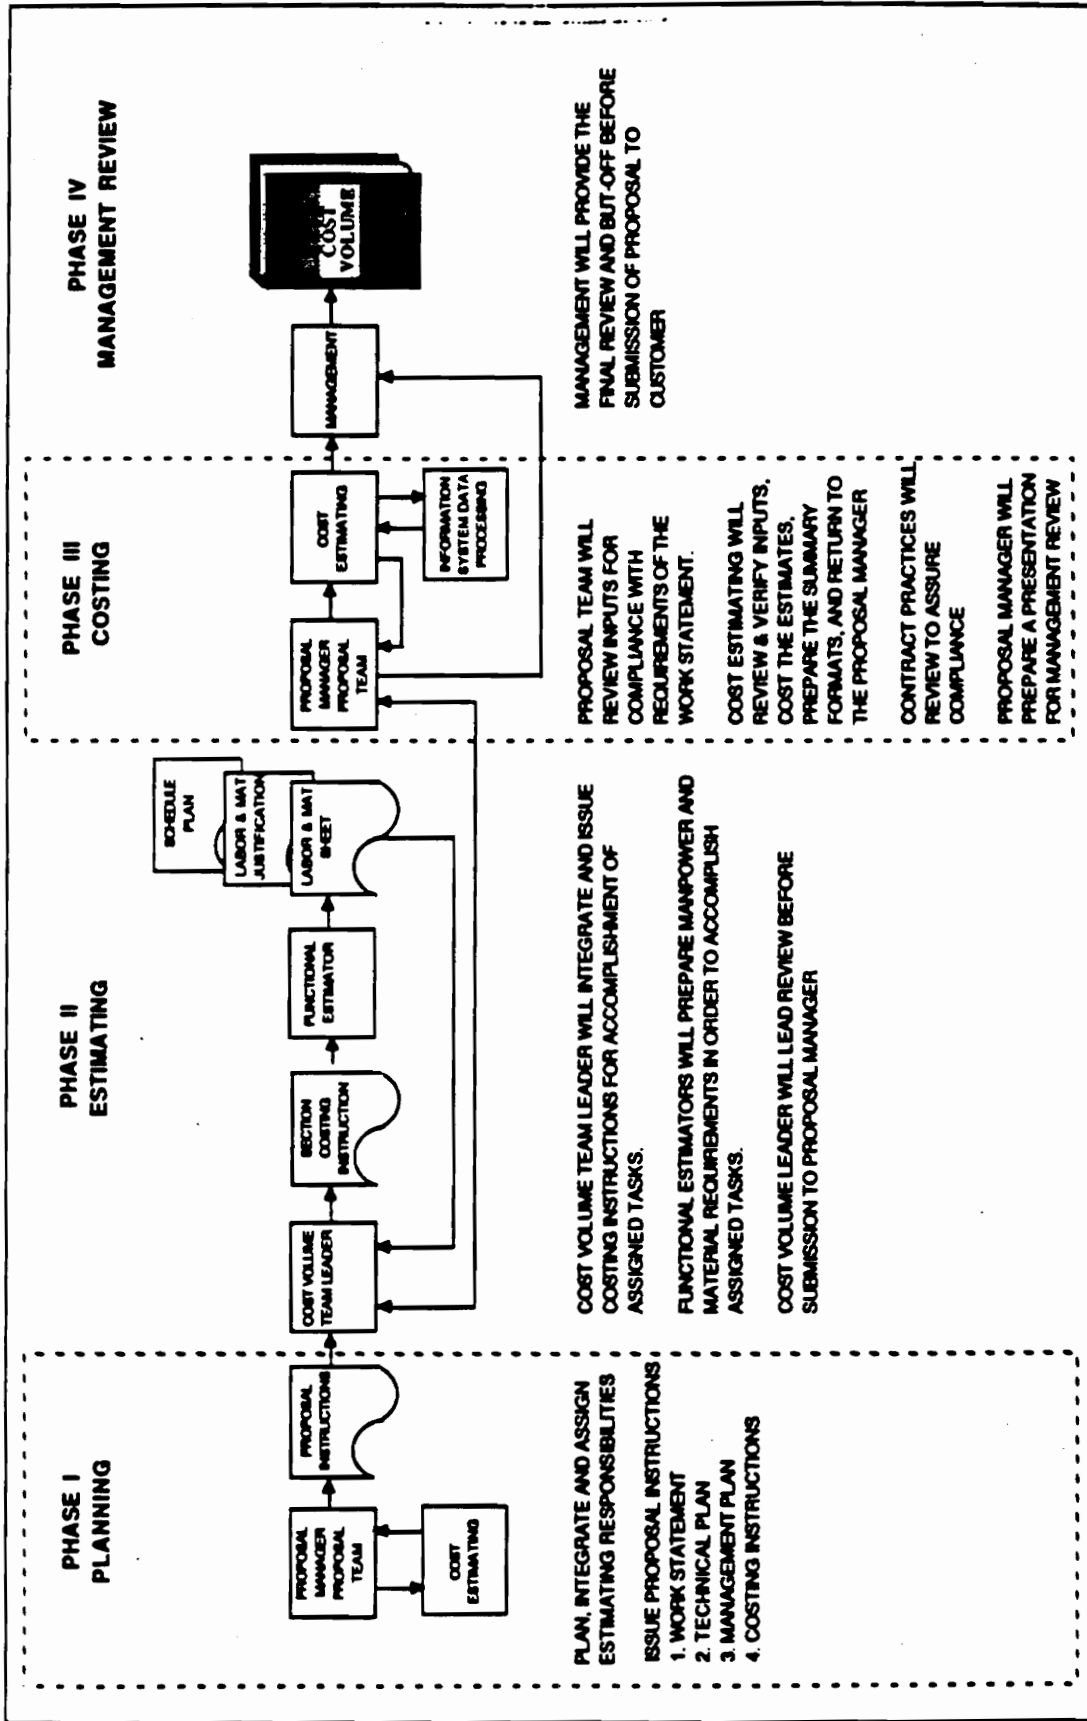 PHASE I
PLANNING
PROPOSAL
MANAGER
PROPOSAL
TEAM
COST
ESTIMATING
PROPOSAL
INSTRUCTIONS
PLAN, INTEGRATE AND ASSIGN
ESTIMATING RESPONSIBILITIES
ISSUE PROPOSAL INSTRUCTIONS
1. WORK STATEMENT
2. TECHNICAL PLAN
3. MANAGEMENT PLAN
4. COSTING INSTRUCTIONS
PHASE II
ESTIMATING
COST VOLUME
TEAM LEADER
SECTION
COSTING
INSTRUCTION
FUNCTIONAL
ESTIMATOR
SCHEDULE
PLAN
LABOR & MAT
JUSTIFICATION
LABOR & MAT
SHEET
COST VOLUME TEAM LEADER WILL INTEGRATE AND ISSUE
COSTING INSTRUCTIONS FOR ACCOMPLISHMENT OF
ASSIGNED TASKS.
FUNCTIONAL ESTIMATORS WILL PREPARE MANPOWER AND
MATERIAL REQUIREMENTS IN ORDER TO ACCOMPLISH
ASSIGNED TASKS.
COST VOLUME LEADER WILL LEAD REVIEW BEFORE
SUBMISSION TO PROPOSAL MANAGER
PHASE III
COSTING
PROPOSAL
MANAGER
PROPOSAL
TEAM
COST
ESTIMATING
INFORMATION
SYSTEM DATA
PROCESSING
PROPOSAL TEAM WILL
REVIEW INPUTS FOR
COMPLIANCE WITH
REQUIREMENTS OF THE
WORK STATEMENT.
COST ESTIMATING WILL
REVIEW & VERIFY INPUTS,
COST THE ESTIMATES,
PREPARE THE SUMMARY
FORMATS, AND RETURN TO
THE PROPOSAL MANAGER
CONTRACT PRACTICES WILL
REVIEW TO ASSURE
COMPLIANCE
PROPOSAL MANAGER WILL
PREPARE A PRESENTATION
FOR MANAGEMENT REVIEW
PHASE IV
MANAGEMENT REVIEW
MANAGEMENT
COST
VOLUME
MANAGEMENT WILL PROVIDE THE
FINAL REVIEW AND BUT-OFF BEFORE
SUBMISSION OF PROPOSAL TO
CUSTOMER